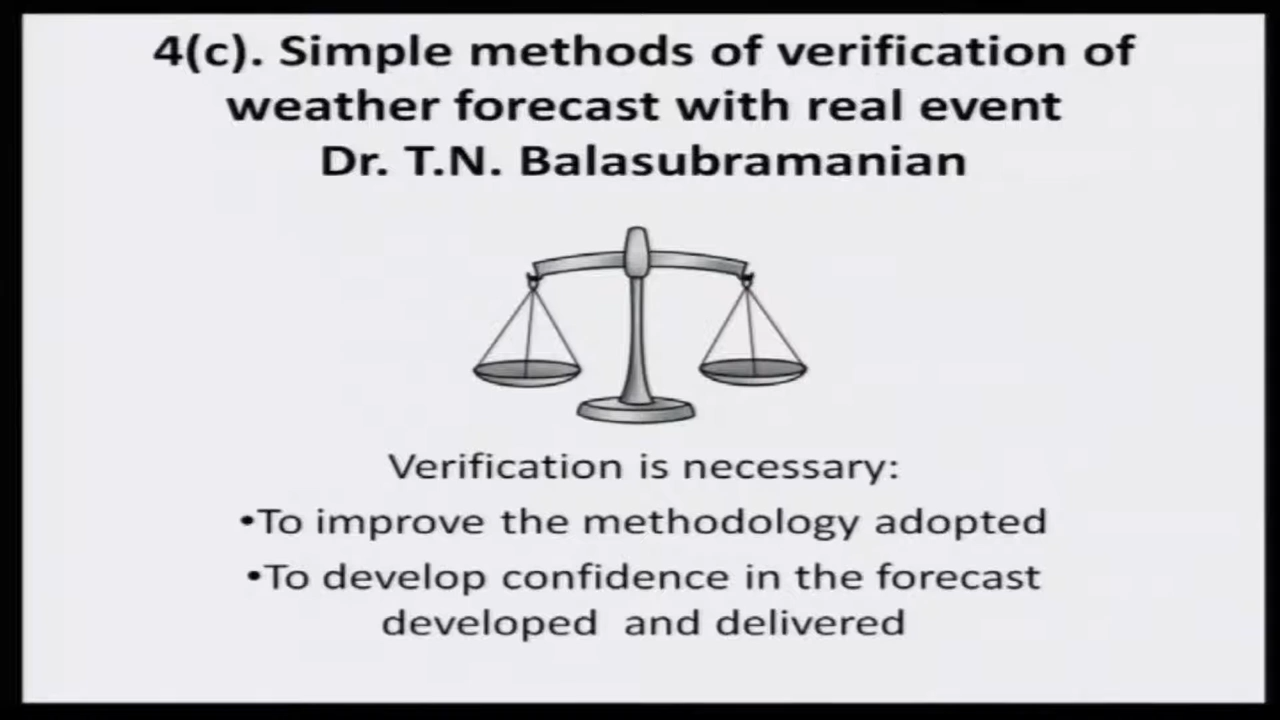 4(c). Simple methods of verification of
weather forecast with real event
Dr. T.N. Balasubramanian
Verification is necessary:
•To improve the methodology adopted
•To develop confidence in the forecast
developed and delivered